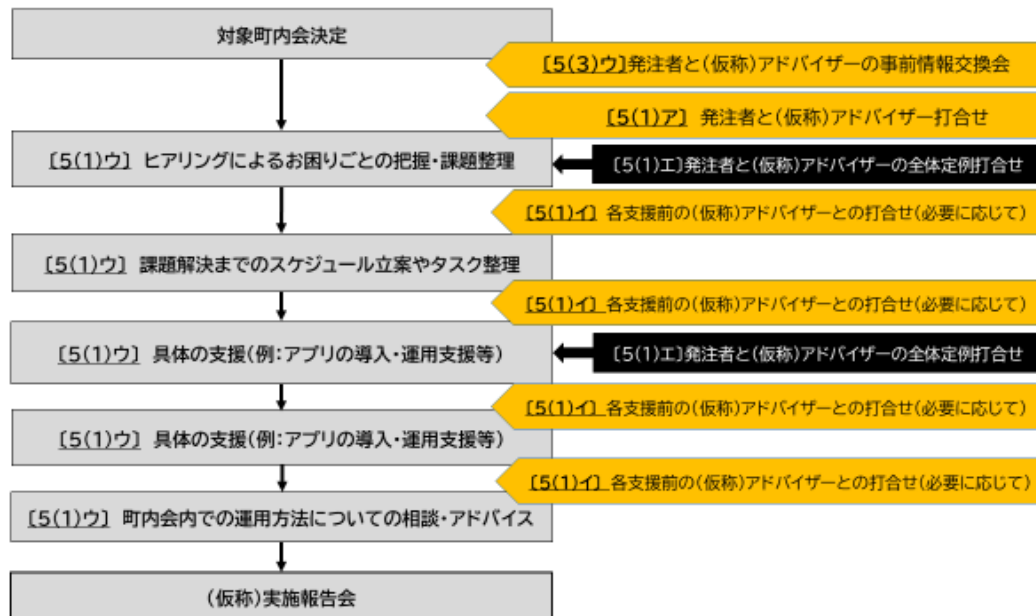 対象町内会決定
[5(3)ウ]発注者と(仮称)アドバイザーの事前情報交換会
[5(1)ア] 発注者と(仮称)アドバイザー打合せ
[5(1)ウ] ヒアリングによるお困りごとの把握・課題整理
[5(1)エ]発注者と(仮称)アドバイザーの全体定例打合せ
[5(1)イ] 各支援前の(仮称)アドバイザーとの打合せ(必要に応じて)
[5(1)ウ] 課題解決までのスケジュール立案やタスク整理
[5(1)イ] 各支援前の(仮称)アドバイザーとの打合せ(必要に応じて)
[5(1)ウ] 具体の支援(例:アプリの導入・運用支援等)
[5(1)エ]発注者と(仮称)アドバイザーの全体定例打合せ
[5(1)イ] 各支援前の(仮称)アドバイザーとの打合せ(必要に応じて)
[5(1)ウ] 具体の支援(例:アプリの導入・運用支援等)
[5(1)イ] 各支援前の(仮称)アドバイザーとの打合せ(必要に応じて)
[5(1)ウ] 町内会内での運用方法についての相談・アドバイス
(仮称)実施報告会